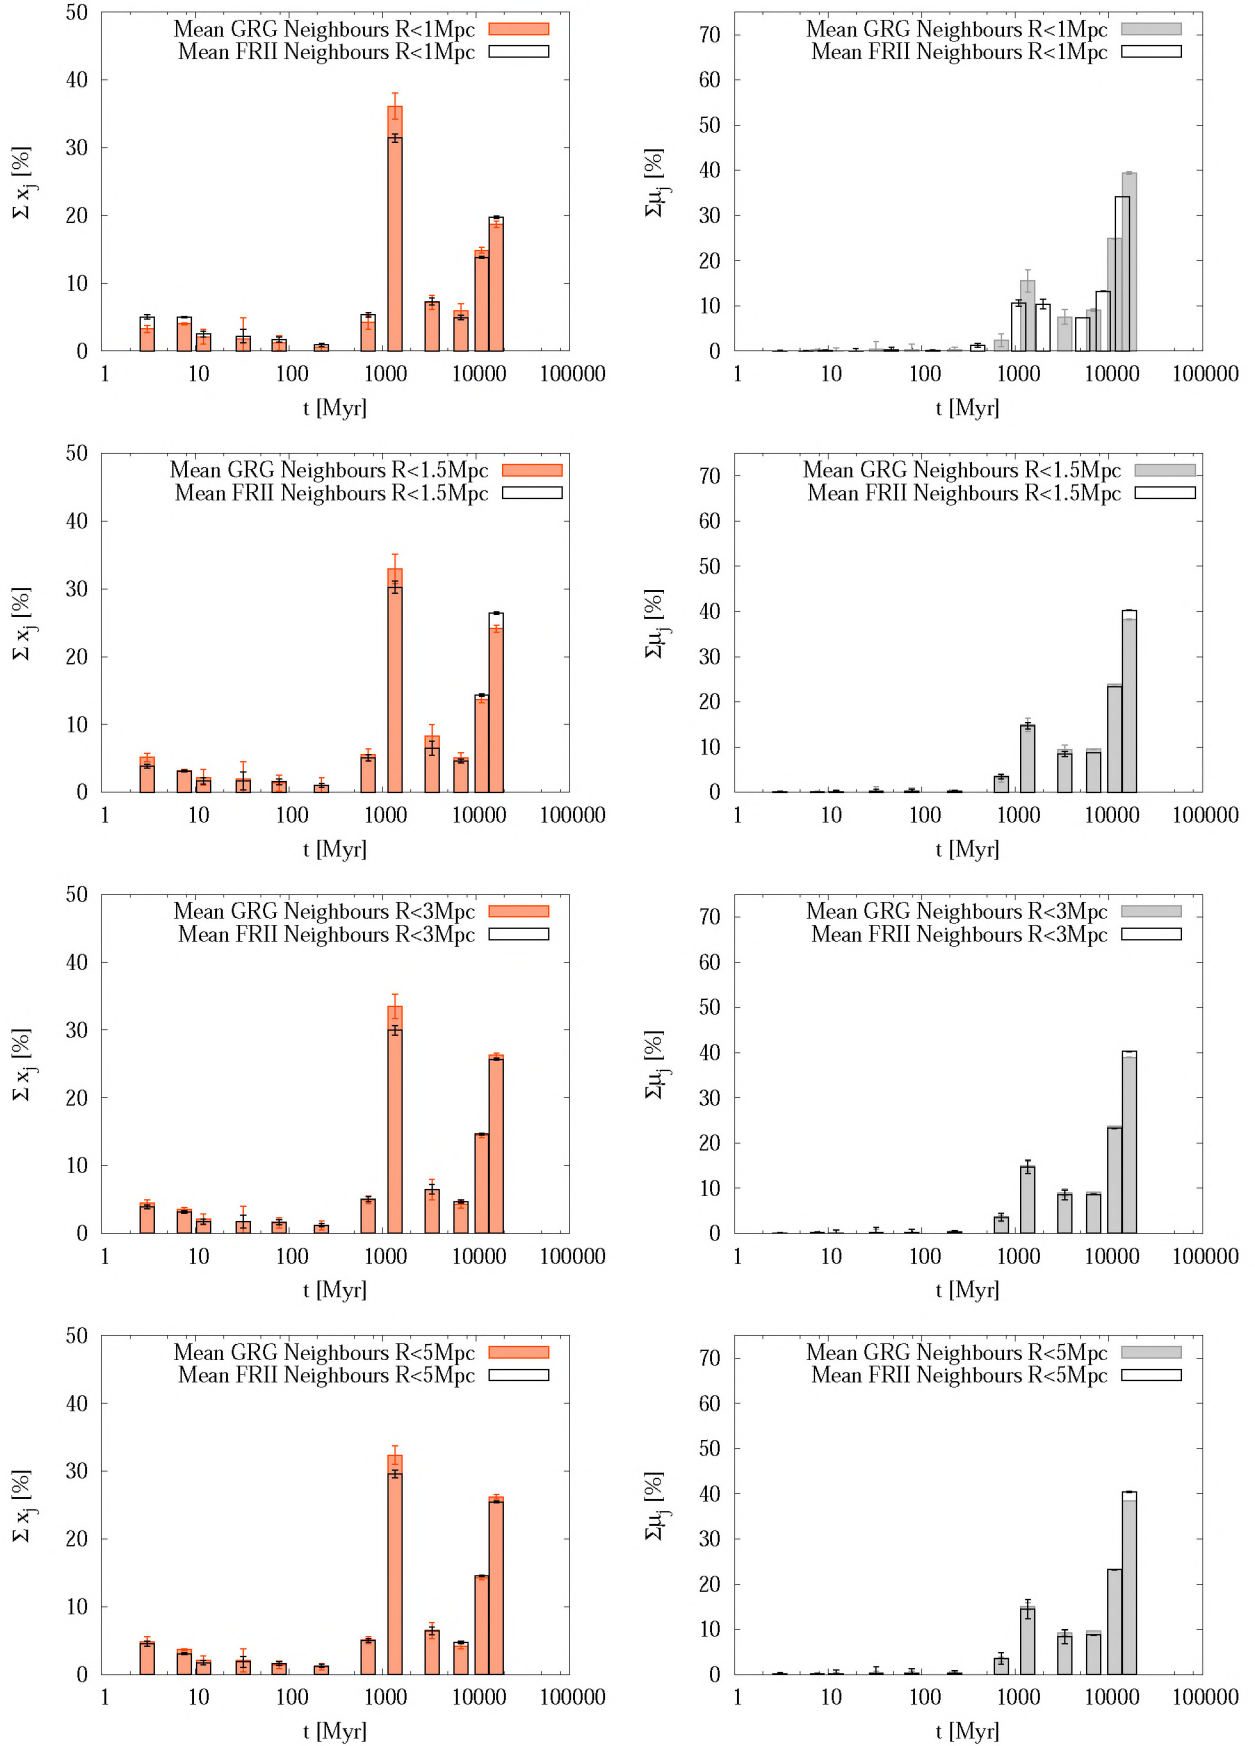 Mean GRG Neighbours R<1Mpc
Mean FRII Neighbours R<1Mpc
50
40
30
20
10
0
Σ x_j [%]
1 10 100 1000 10000 100000
t [Myr]
Mean GRG Neighbours R<1Mpc
Mean FRII Neighbours R<1Mpc
70
60
50
40
30
20
10
0
Σμ_j [%]
1 10 100 1000 10000 100000
t [Myr]
Mean GRG Neighbours R<1.5Mpc
Mean FRII Neighbours R<1.5Mpc
50
40
30
20
10
0
Σ x_j [%]
1 10 100 1000 10000 100000
t [Myr]
Mean GRG Neighbours R<1.5Mpc
Mean FRII Neighbours R<1.5Mpc
70
60
50
40
30
20
10
0
Σμ_j [%]
1 10 100 1000 10000 100000
t [Myr]
Mean GRG Neighbours R<3Mpc
Mean FRII Neighbours R<3Mpc
50
40
30
20
10
0
Σ x_j [%]
1 10 100 1000 10000 100000
t [Myr]
Mean GRG Neighbours R<3Mpc
Mean FRII Neighbours R<3Mpc
70
60
50
40
30
20
10
0
Σμ_j [%]
1 10 100 1000 10000 100000
t [Myr]
Mean GRG Neighbours R<5Mpc
Mean FRII Neighbours R<5Mpc
50
40
30
20
10
0
Σ x_j [%]
1 10 100 1000 10000 100000
t [Myr]
Mean GRG Neighbours R<5Mpc
Mean FRII Neighbours R<5Mpc
70
60
50
40
30
20
10
0
Σμ_j [%]
1 10 100 1000 10000 100000
t [Myr]